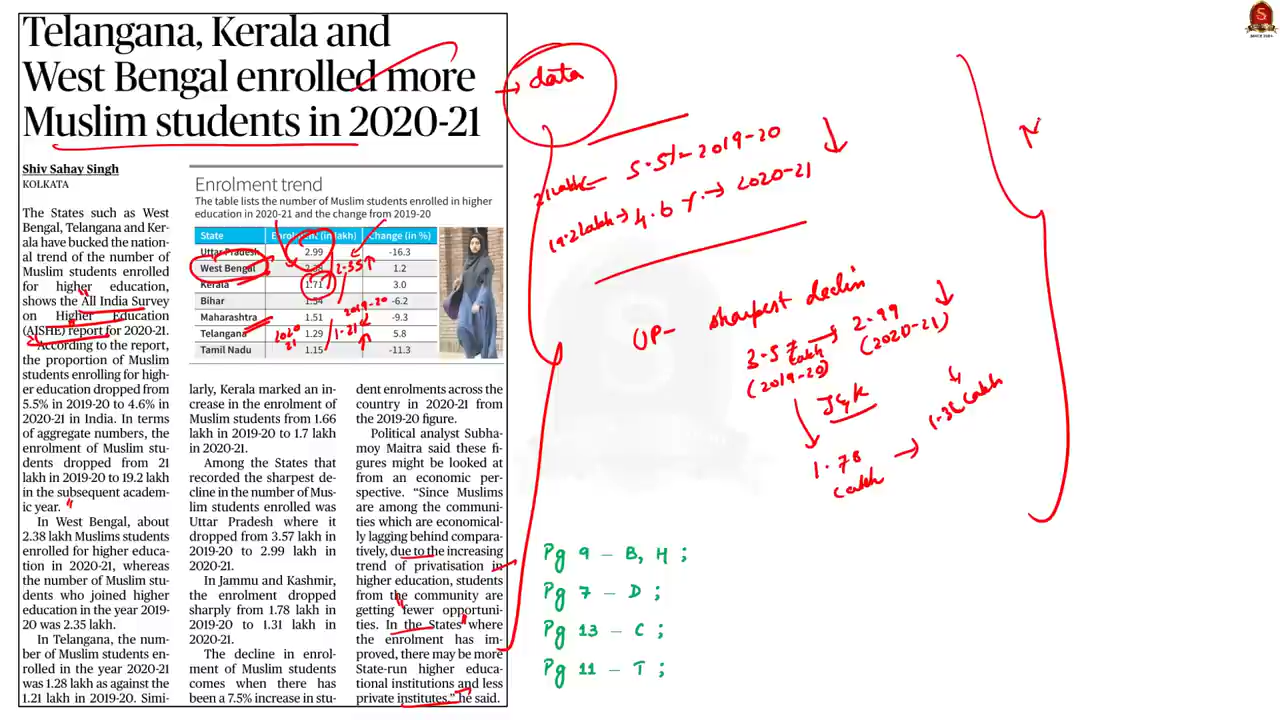 Telangana, Kerala and
West Bengal enrolled more
Muslim students in 2020-21
Shiv Sahay Singh
KOLKATA
The States such as West
Bengal, Telangana and Ker-
ala have bucked the nation-
al trend of the number of
Muslim students enrolled
for higher education,
shows the All India Survey
on Higher Education
(AISHE) report for 2020-21.
According to the report,
the proportion of Muslim
students enrolling for high-
er education dropped from
5.5% in 2019-20 to 4.6% in
2020-21 in India. In terms
of aggregate numbers, the
enrolment of Muslim stu-
dents dropped from 21
lakh in 2019-20 to 19.2 lakh
in the subsequent academ-
ic year.
In West Bengal, about
2.38 lakh Muslims students
enrolled for higher educa-
tion in 2020-21, whereas
the number of Muslim stu-
dents who joined higher
education in the year 2019-
20 was 2.35 lakh.
In Telangana, the num-
ber of Muslim students en-
rolled in the year 2020-21
was 1.28 lakh as against the
1.21 lakh in 2019-20. Simi-
Enrolment trend
The table lists the number of Muslim students enrolled in higher
education in 2020-21 and the change from 2019-20
State Enrolment (in lakh) Change (in %)
Uttar Pradesh 2.99 -16.3
West Bengal 2.38 1.2
Kerala 1.71 3.0
Bihar 1.54 -6.2
Maharashtra 1.51 -9.3
Telangana 1.29 5.8
Tamil Nadu 1.15 -11.3
2.35
2019-20
1.21
2020
21
larly, Kerala marked an in-
crease in the enrolment of
Muslim students from 1.66
lakh in 2019-20 to 1.7 lakh
in 2020-21.
Among the States that
recorded the sharpest de-
cline in the number of Mus-
lim students enrolled was
Uttar Pradesh where it
dropped from 3.57 lakh in
2019-20 to 2.99 lakh in
2020-21.
In Jammu and Kashmir,
the enrolment dropped
sharply from 1.78 lakh in
2019-20 to 1.31 lakh in
2020-21.
The decline in enrol-
ment of Muslim students
comes when there has
been a 7.5% increase in stu-
dent enrolments across the
country in 2020-21 from
the 2019-20 figure.
Political analyst Subha-
moy Maitra said these fi-
gures might be looked at
from an economic per-
spective. “Since Muslims
are among the communi-
ties which are economical-
ly lagging behind compara-
tively, due to the increasing
trend of privatisation in
higher education, students
from the community are
getting fewer opportuni-
ties. In the States where
the enrolment has im-
proved, there may be more
State-run higher educa-
tional institutions and less
private institutes,” he said.
data
21 lakh 5.5% 2019-20
19.2 lakh → 4.6 %. → 2020-21
UP- sharpest declin
3.57 lakh → 2.99
(2019-20) (2020-21)
J&K
1.78 lakh → 1.31 lakh
N
Pg 9 - B, H ;
Pg 7 - D ;
Pg 13 - C ;
Pg 11 - T ;
S